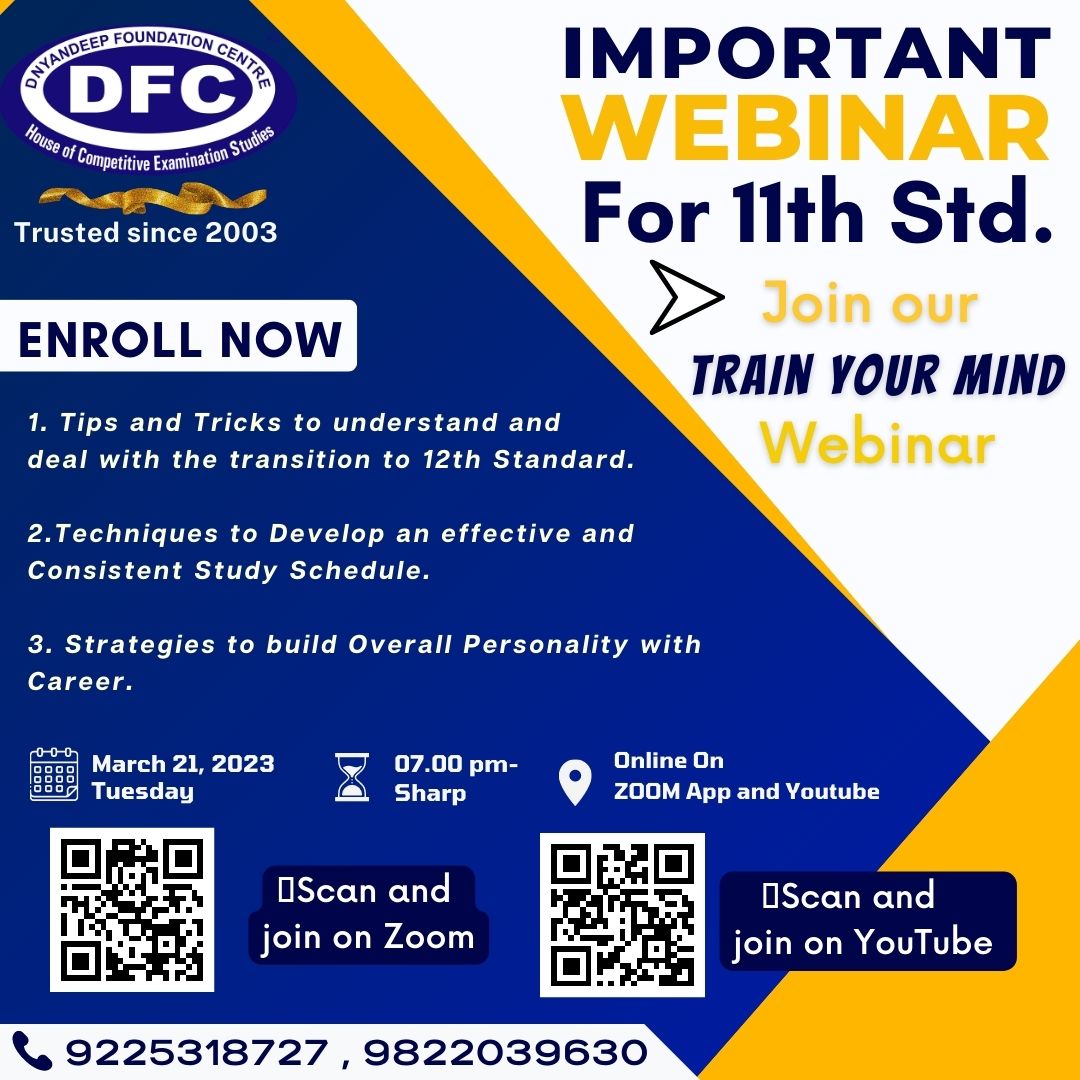 DNYANDEEP FOUNDATION CENTRE
DFC
House of Competitive Examination Studies
Trusted since 2003
IMPORTANT
WEBINAR
For 11th Std.
Join our
TRAIN YOUR MIND
Webinar
ENROLL NOW
1. Tips and Tricks to understand and
deal with the transition to 12th Standard.
2.Techniques to Develop an effective and
Consistent Study Schedule.
3. Strategies to build Overall Personality with
Career.
March 21, 2023
Tuesday
07.00 pm-
Sharp
Online On
ZOOM App and Youtube
Scan and
join on Zoom
Scan and
join on YouTube
9225318727 , 9822039630